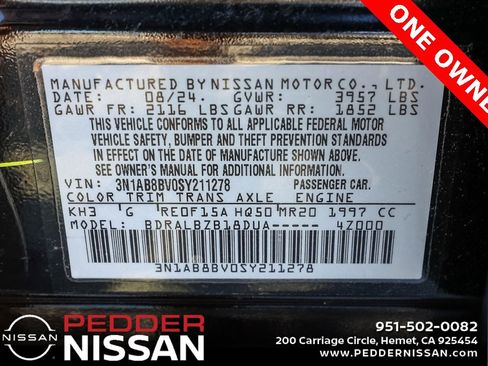 ONE OWNER
MANUFACTURED BY NISSAN MOTOR CO., LTD.
DATE: 08/24. GVWR: 3957 LBS
GAWR FR: 2116 LBS GAWR RR: 1852 LBS
THIS VEHICLE CONFORMS TO ALL APPLICABLE FEDERAL MOTOR
VEHICLE SAFETY, BUMPER AND THEFT PREVENTION STANDARDS
IN EFFECT ON THE DATE OF MANUFACTURE SHOWN ABOVE.
SEE OWNER'S MANUAL FOR ADDITIONAL INFORMATION.
VIN: 3N1AB8BV0SY211278 PASSENGER CAR.
COLOR TRIM TRANS AXLE ENGINE
KH3 G RE0F15A HQ50 MR20 1997 CC
MODEL: BDRALBZB18DUA----- 4Z000
3N1AB8BV0SY211278
NISSAN
PEDDER
NISSAN
951-502-0082
200 Carriage Circle, Hemet, CA 925454
www.PEDDERNISSAN.com